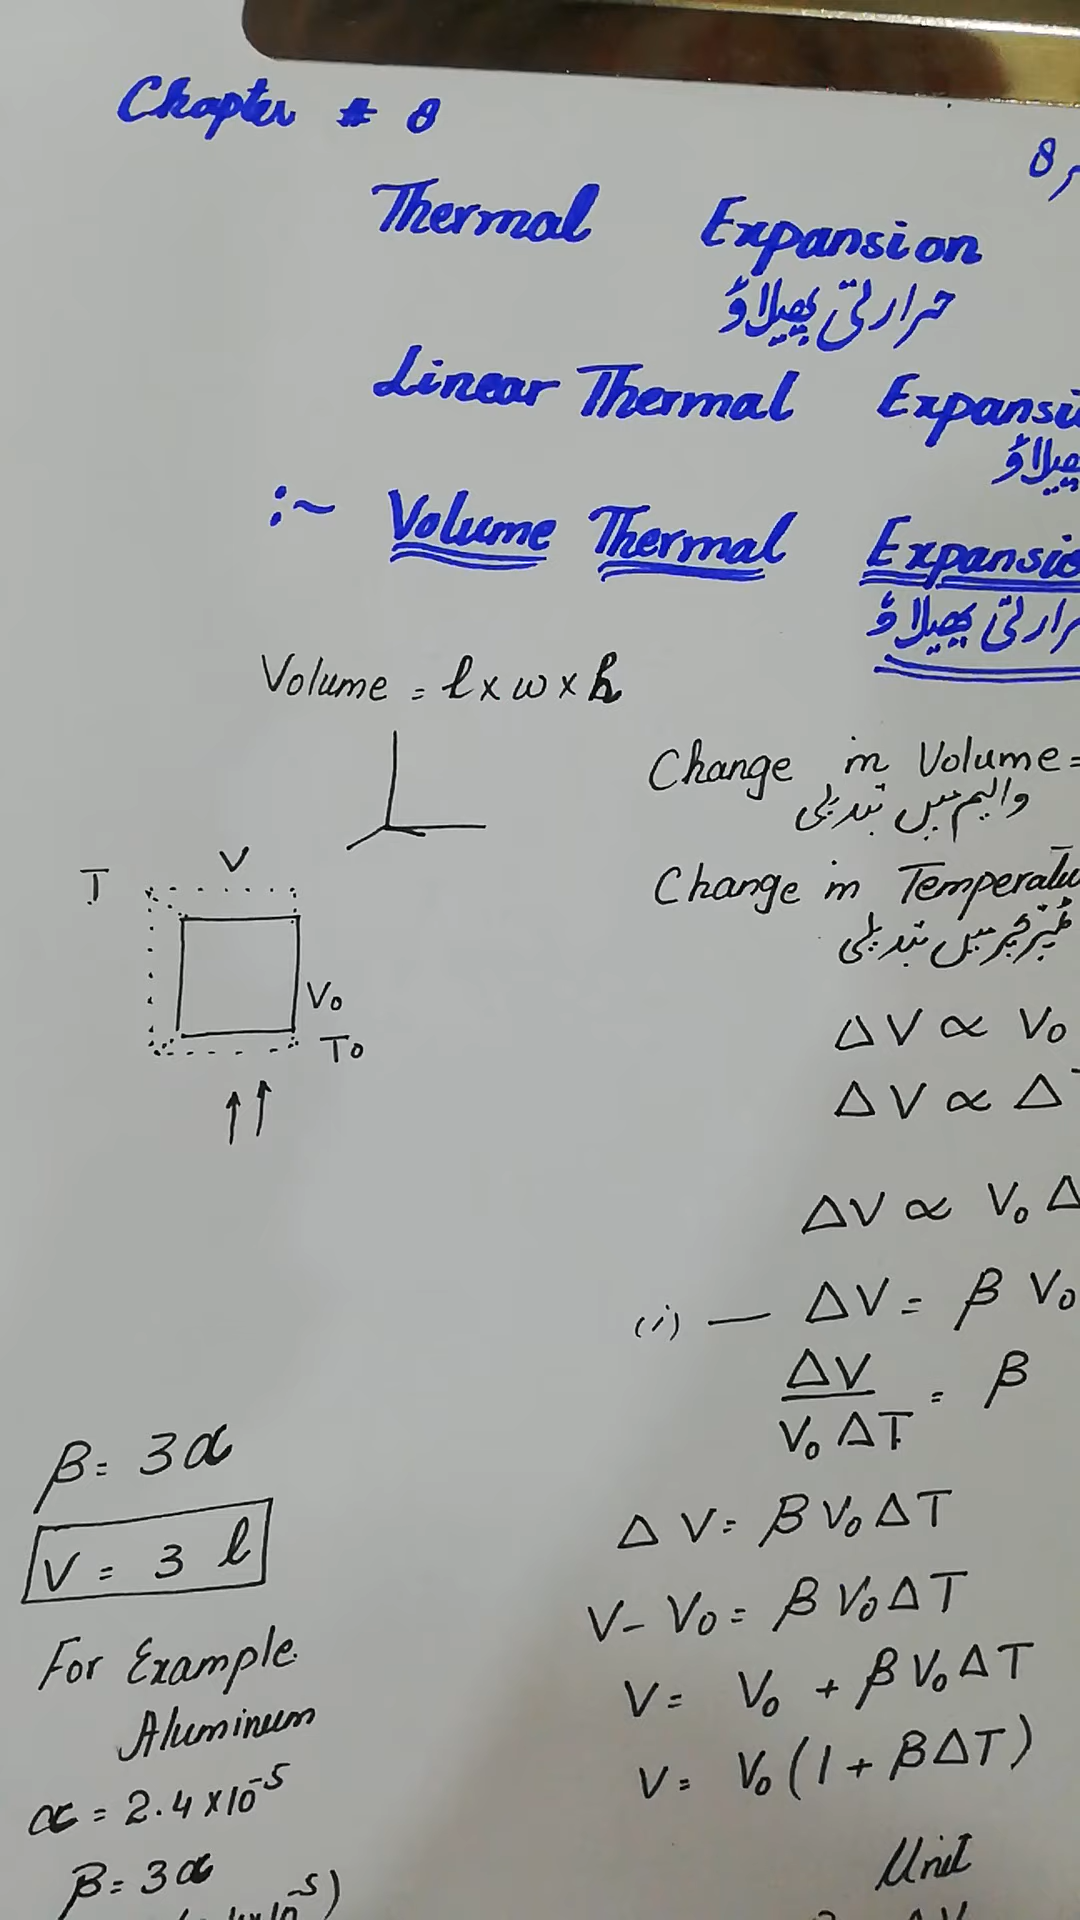 Chapter # 8
8
Thermal Expansion
حرارتی پھیلاؤ
Linear Thermal Expansi
پھیلاؤ
:~ Volume Thermal Expansio
حرارتی پھیلاؤ
Volume = l x w x h
Change in Volume =
والیم میں تبدیلی
Change in Temperatu
ٹمپریچر میں تبدیلی
V
T
V₀
T₀
ΔV ∝ V₀
ΔV ∝ Δ
ΔV ∝ V₀ Δ
(i) — ΔV = β V₀
ΔV / V₀ ΔT = β
ΔV = β V₀ ΔT
V - V₀ = β V₀ ΔT
V = V₀ + β V₀ ΔT
V = V₀ (1 + β ΔT)
Unit
β = 3α
V = 3 l
For Example
Aluminum
α = 2.4 x 10⁻⁵
β = 3α